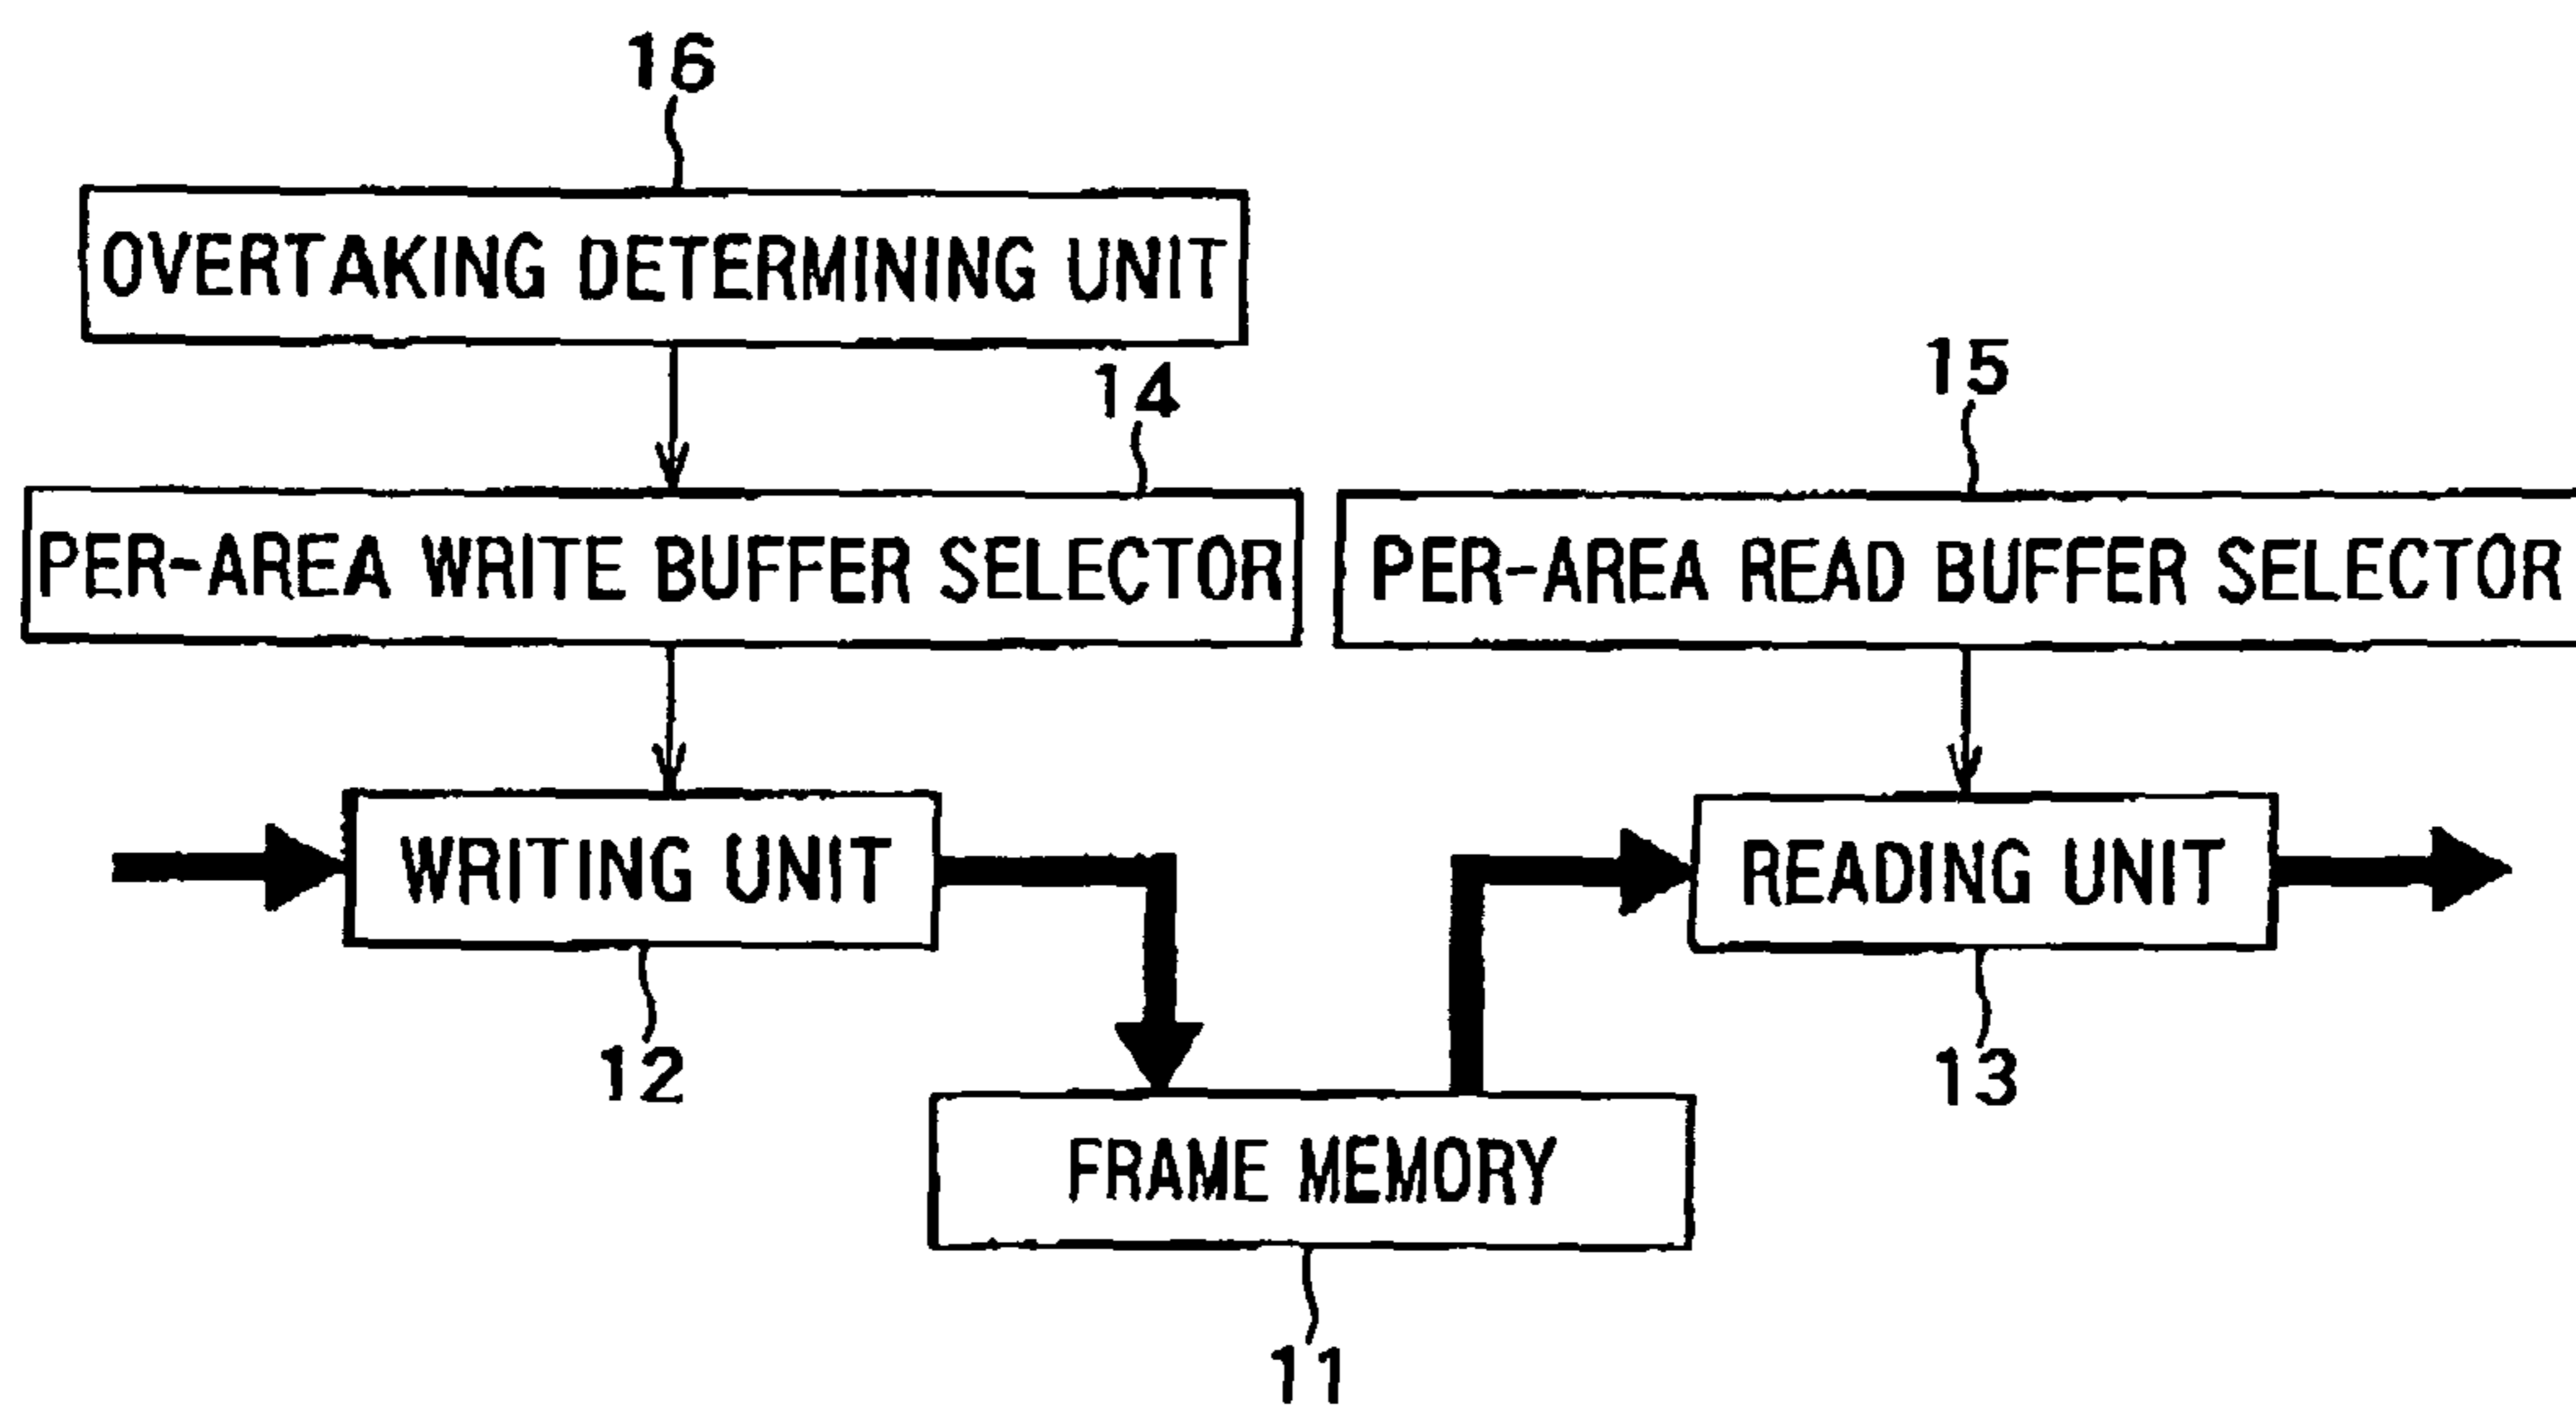 16
OVERTAKING DETERMINING UNIT
14
15
PER-AREA WRITE BUFFER SELECTOR
PER-AREA READ BUFFER SELECTOR
WRITING UNIT
READING UNIT
12
13
FRAME MEMORY
11